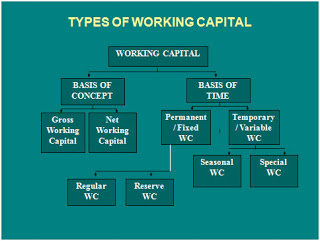 TYPES OF WORKING CAPITAL
WORKING CAPITAL
BASIS OF
CONCEPT
BASIS OF
TIME
Gross
Working
Capital
Net
Working
Capital
Permanent
/ Fixed
WC
Temporary
/ Variable
WC
Seasonal
WC
Special
WC
Regular
WC
Reserve
WC